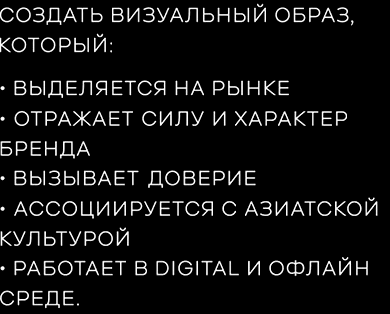 СОЗДАТЬ ВИЗУАЛЬНЫЙ ОБРАЗ,
КОТОРЫЙ:
• ВЫДЕЛЯЕТСЯ НА РЫНКЕ
• ОТРАЖАЕТ СИЛУ И ХАРАКТЕР
БРЕНДА
• ВЫЗЫВАЕТ ДОВЕРИЕ
• АССОЦИИРУЕТСЯ С АЗИАТСКОЙ
КУЛЬТУРОЙ
• РАБОТАЕТ В DIGITAL И ОФЛАЙН
СРЕДЕ.